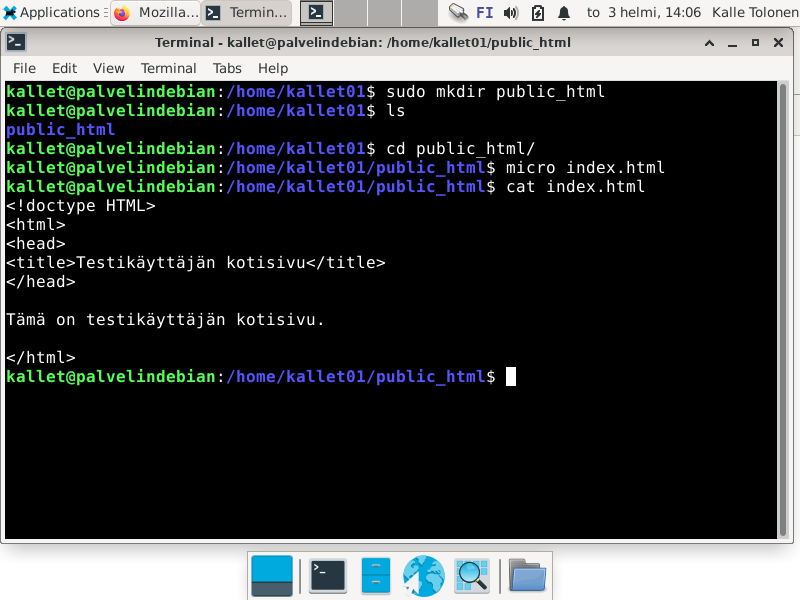 Applications Mozilla... Termin... FI to 3 helmi, 14:06 Kalle Tolonen
Terminal - kallet@palvelindebian: /home/kallet01/public_html
File Edit View Terminal Tabs Help
kallet@palvelindebian:/home/kallet01$ sudo mkdir public_html
kallet@palvelindebian:/home/kallet01$ ls
public_html
kallet@palvelindebian:/home/kallet01$ cd public_html/
kallet@palvelindebian:/home/kallet01/public_html$ micro index.html
kallet@palvelindebian:/home/kallet01/public_html$ cat index.html
<!doctype HTML>
<html>
<head>
<title>Testikäyttäjän kotisivu</title>
</head>
Tämä on testikäyttäjän kotisivu.
</html>
kallet@palvelindebian:/home/kallet01/public_html$